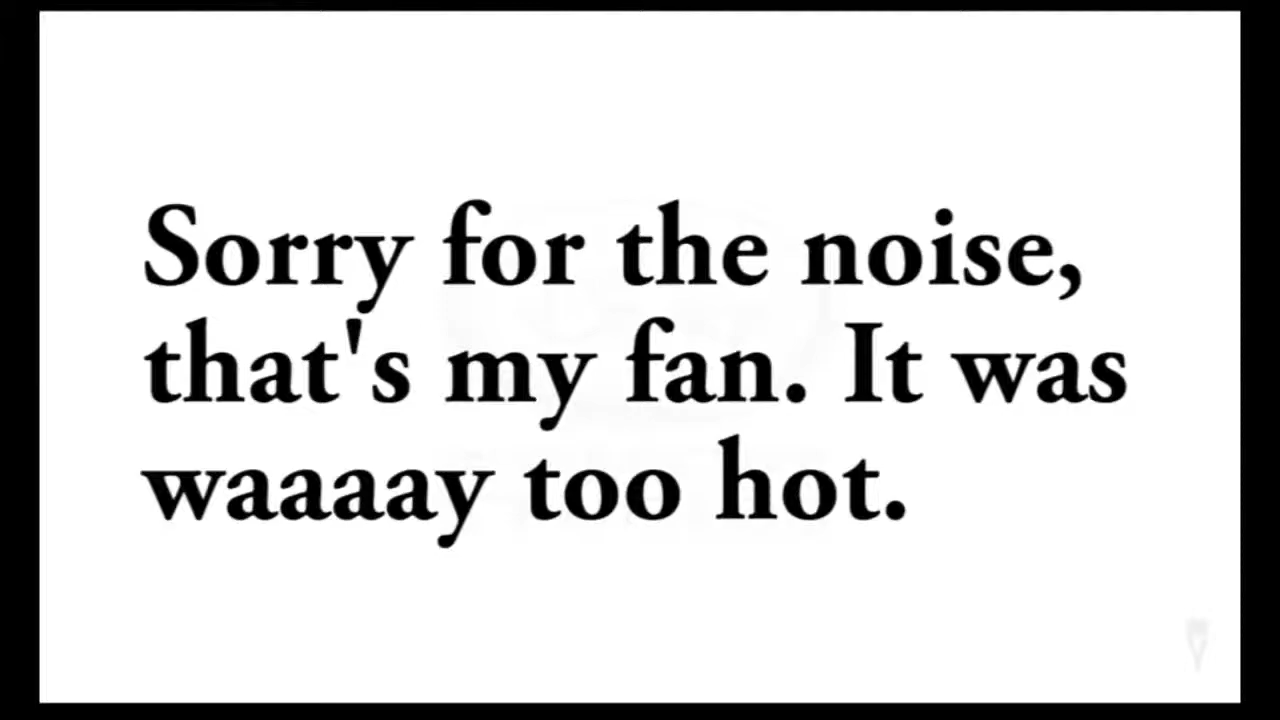 Sorry for the noise,
that's my fan. It was
waaaay too hot.